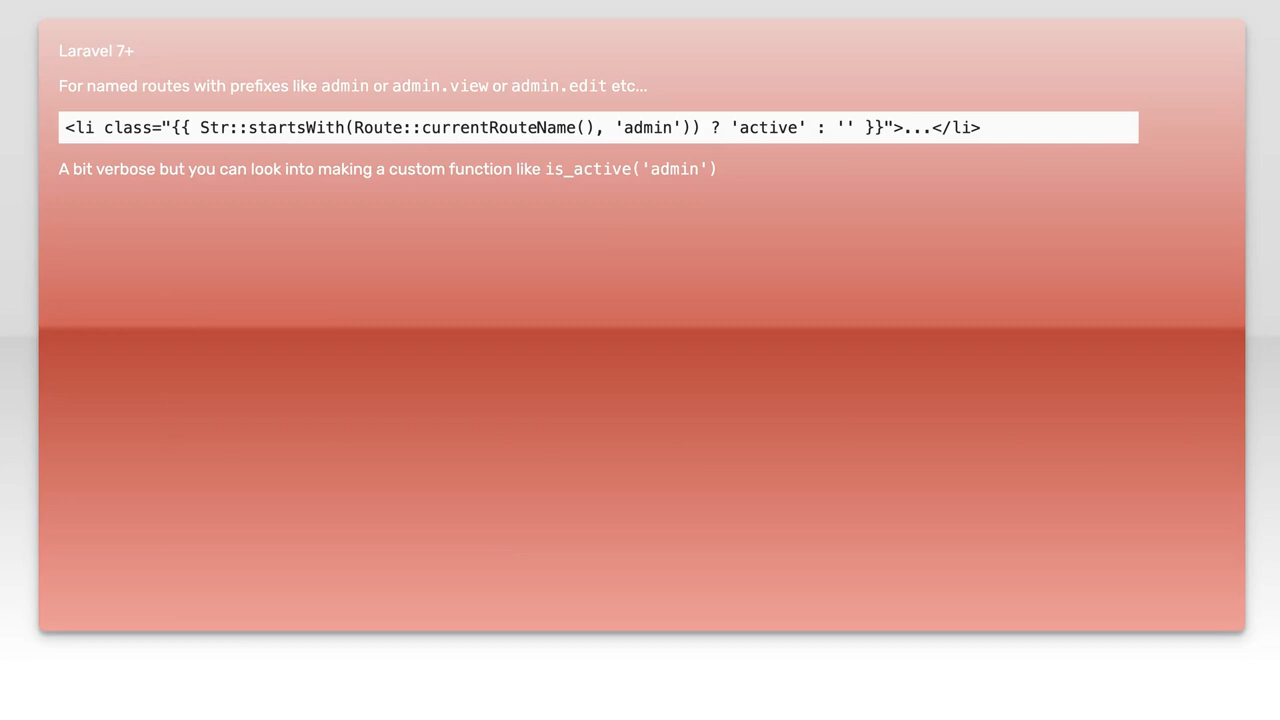 Laravel 7+
For named routes with prefixes like admin or admin.view or admin.edit etc...
<li class="{{ Str::startsWith(Route::currentRouteName(), 'admin')) ? 'active' : '' }}">...</li>
A bit verbose but you can look into making a custom function like is_active('admin')